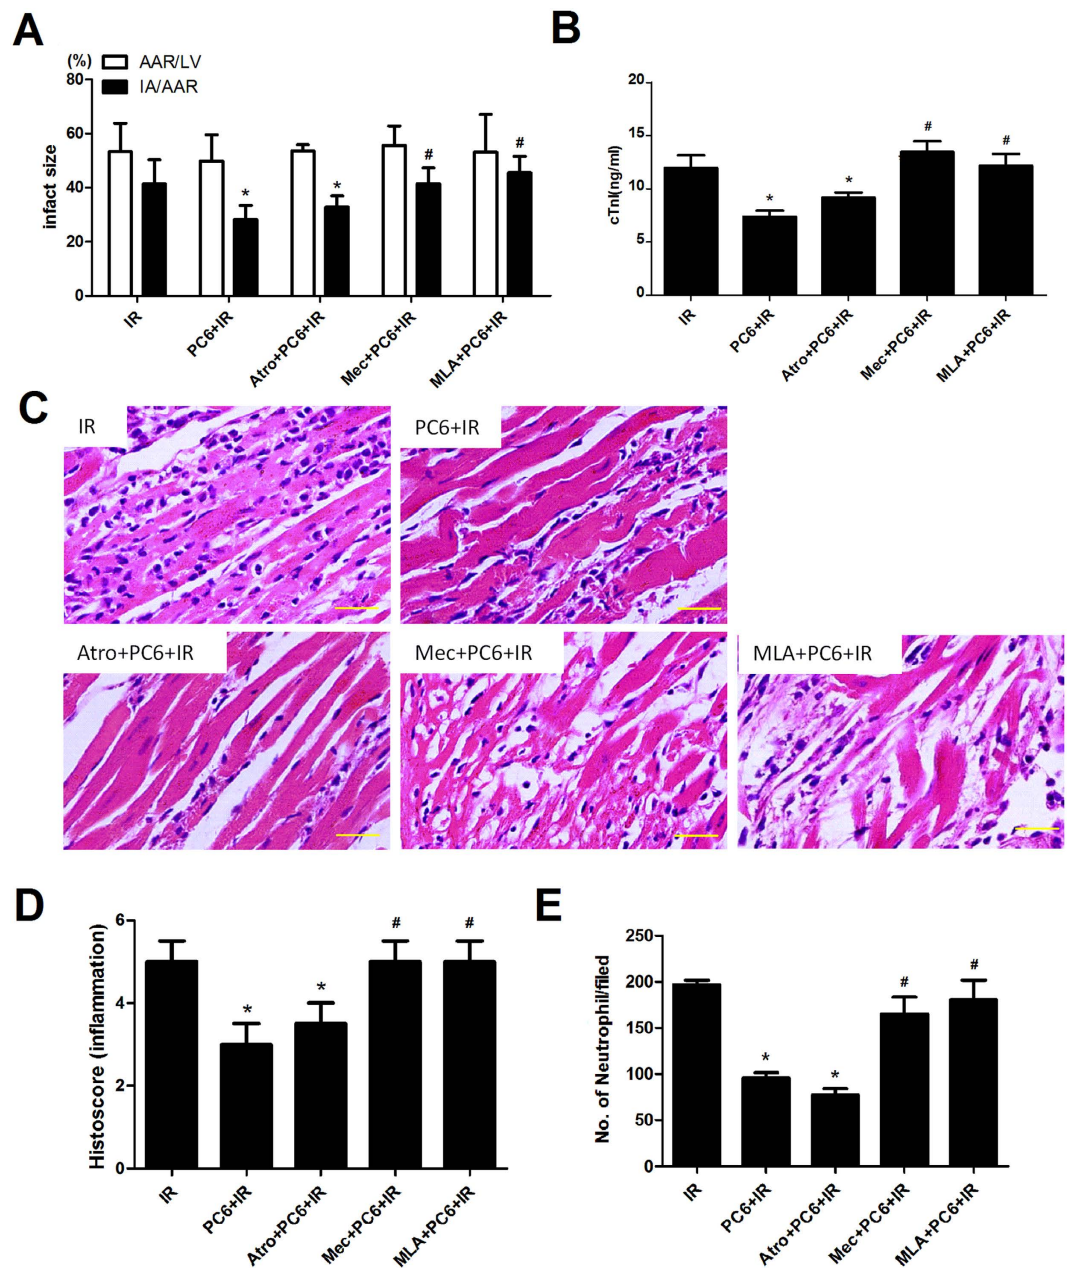 A
(%)
AAR/LV
IA/AAR
80
60
40
20
0
infact size
*
*
#
#
IR
PC6+IR
Atro+PC6+IR
Mec+PC6+IR
MLA+PC6+IR
B
20
15
10
5
0
cTnI(ng/ml)
*
*
#
#
IR
PC6+IR
Atro+PC6+IR
Mec+PC6+IR
MLA+PC6+IR
C
IR
PC6+IR
Atro+PC6+IR
Mec+PC6+IR
MLA+PC6+IR
D
6
4
2
0
Histoscore (inflammation)
*
*
#
#
IR
PC6+IR
Atro+PC6+IR
Mec+PC6+IR
MLA+PC6+IR
E
250
200
150
100
50
0
No. of Neutrophil/filed
*
*
#
#
IR
PC6+IR
Atro+PC6+IR
Mec+PC6+IR
MLA+PC6+IR